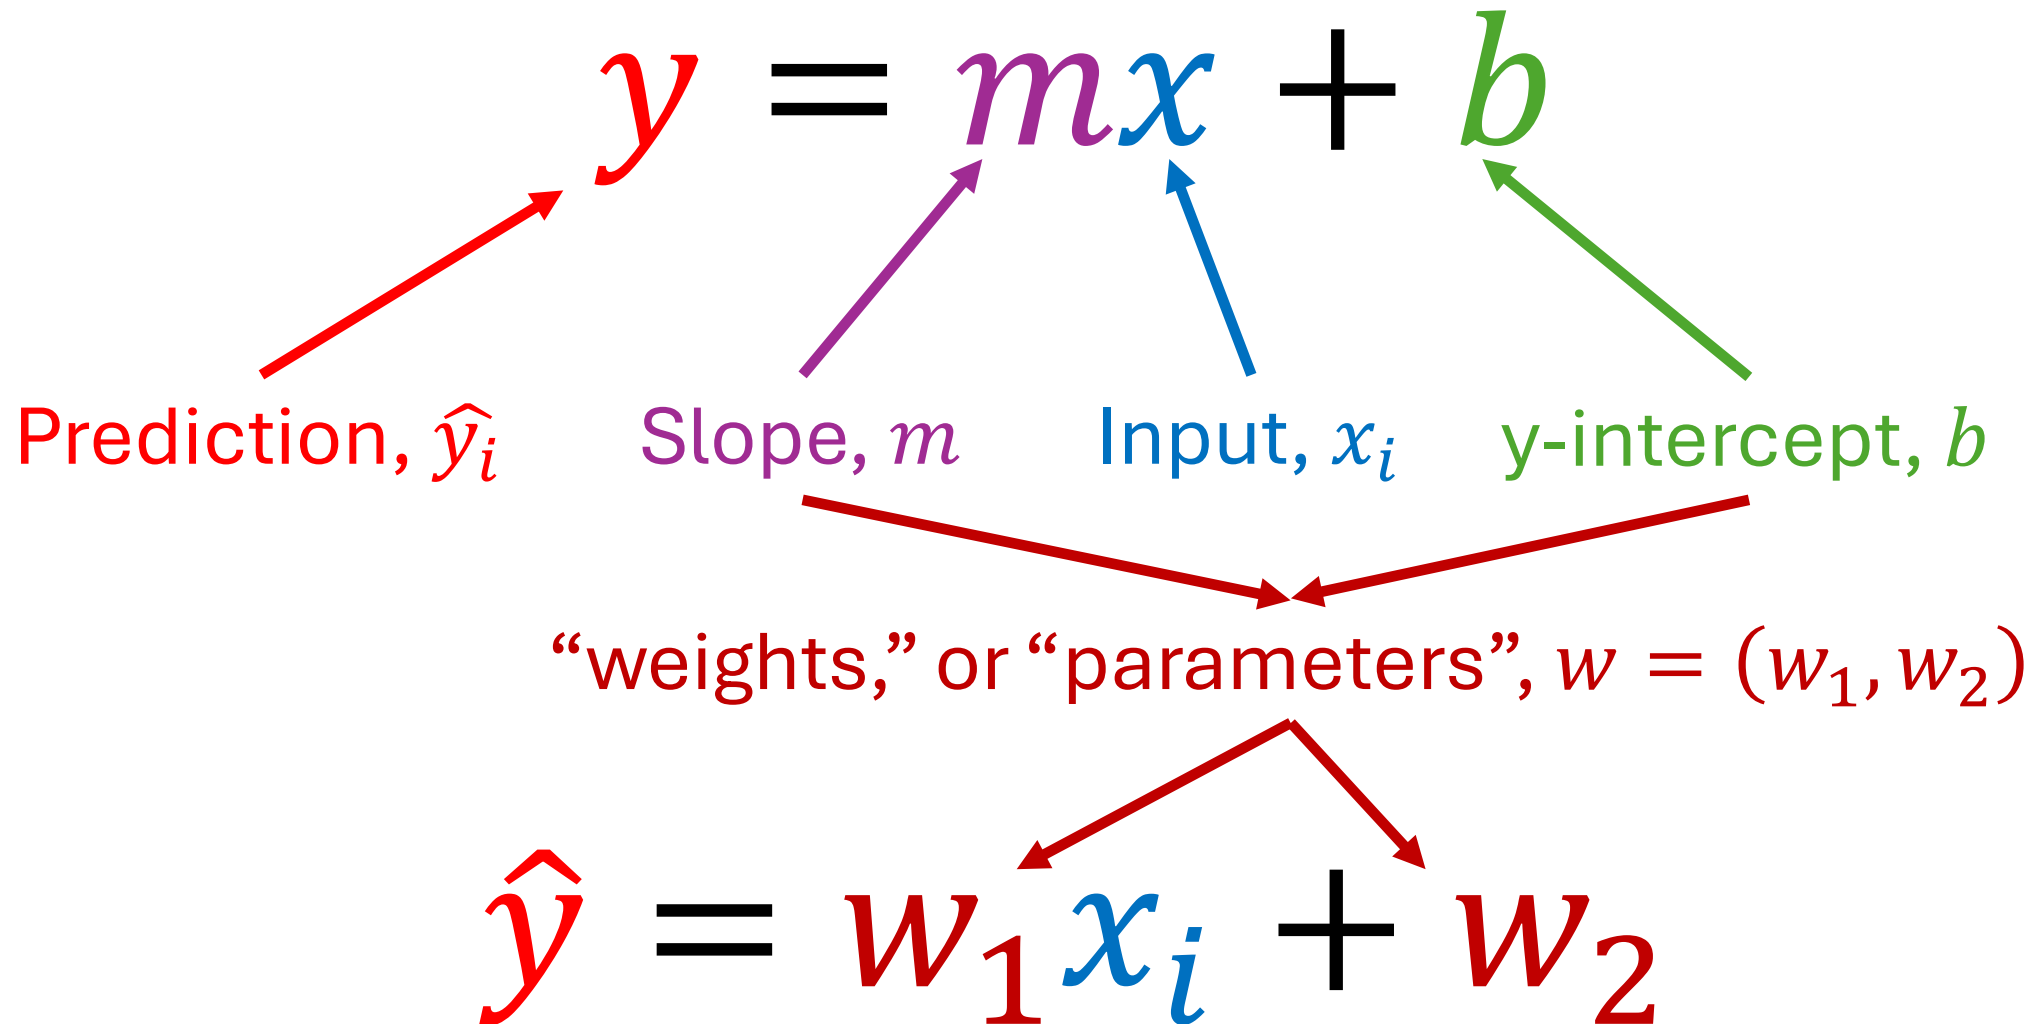 y = mx + b
Prediction, ŷᵢ Slope, m Input, xᵢ y-intercept, b
“weights,” or “parameters”, w = (w₁, w₂)
ŷ = w₁xᵢ + w₂